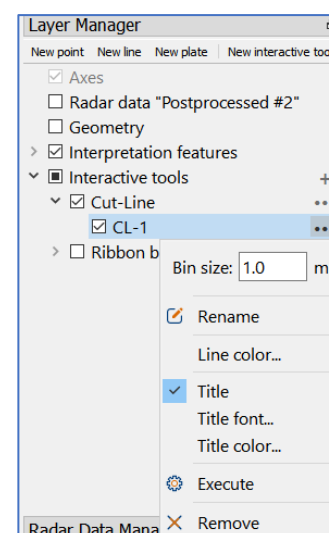 Layer Manager
New point New line New plate New interactive
Axes
Radar data "Postprocessed #2"
Geometry
Interpretation features
Interactive tools
Cut-Line
CL-1
Ribbon
Bin size: 1.0 m
Rename
Line color...
Title
Title font...
Title color...
Execute
Radar Data
Remove